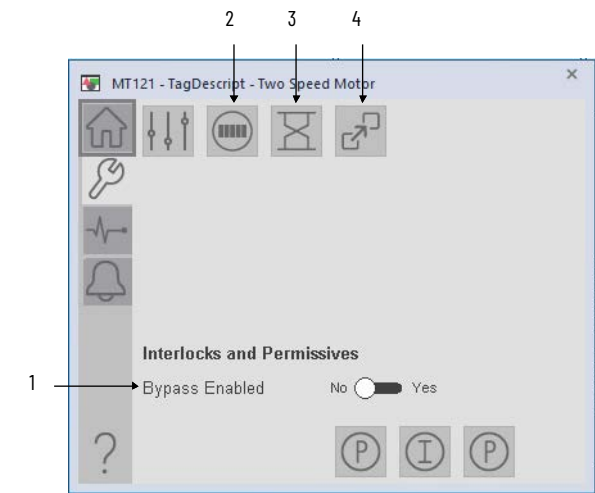 2 3 4
MT121 - TagDescript - Two Speed Motor
Interlocks and Permissives
1 Bypass Enabled No Yes
? P I P